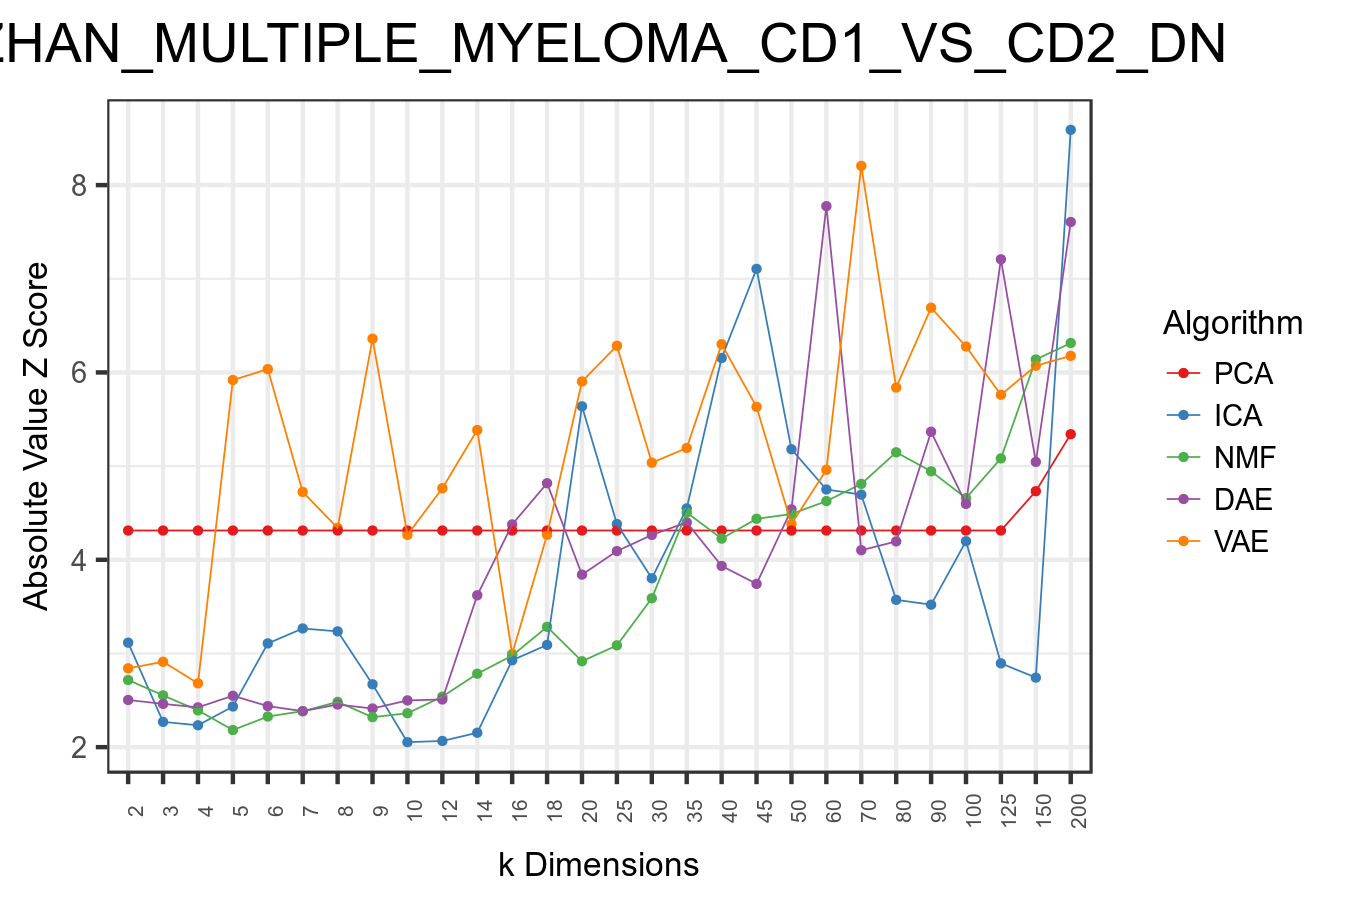 ZHAN_MULTIPLE_MYELOMA_CD1_VS_CD2_DN
Absolute Value Z Score
8
6
4
2
2 3 4 5 6 7 8 9 10 12 14 16 18 20 25 30 35 40 45 50 60 70 80 90 100 125 150 200
k Dimensions
Algorithm
PCA
ICA
NMF
DAE
VAE